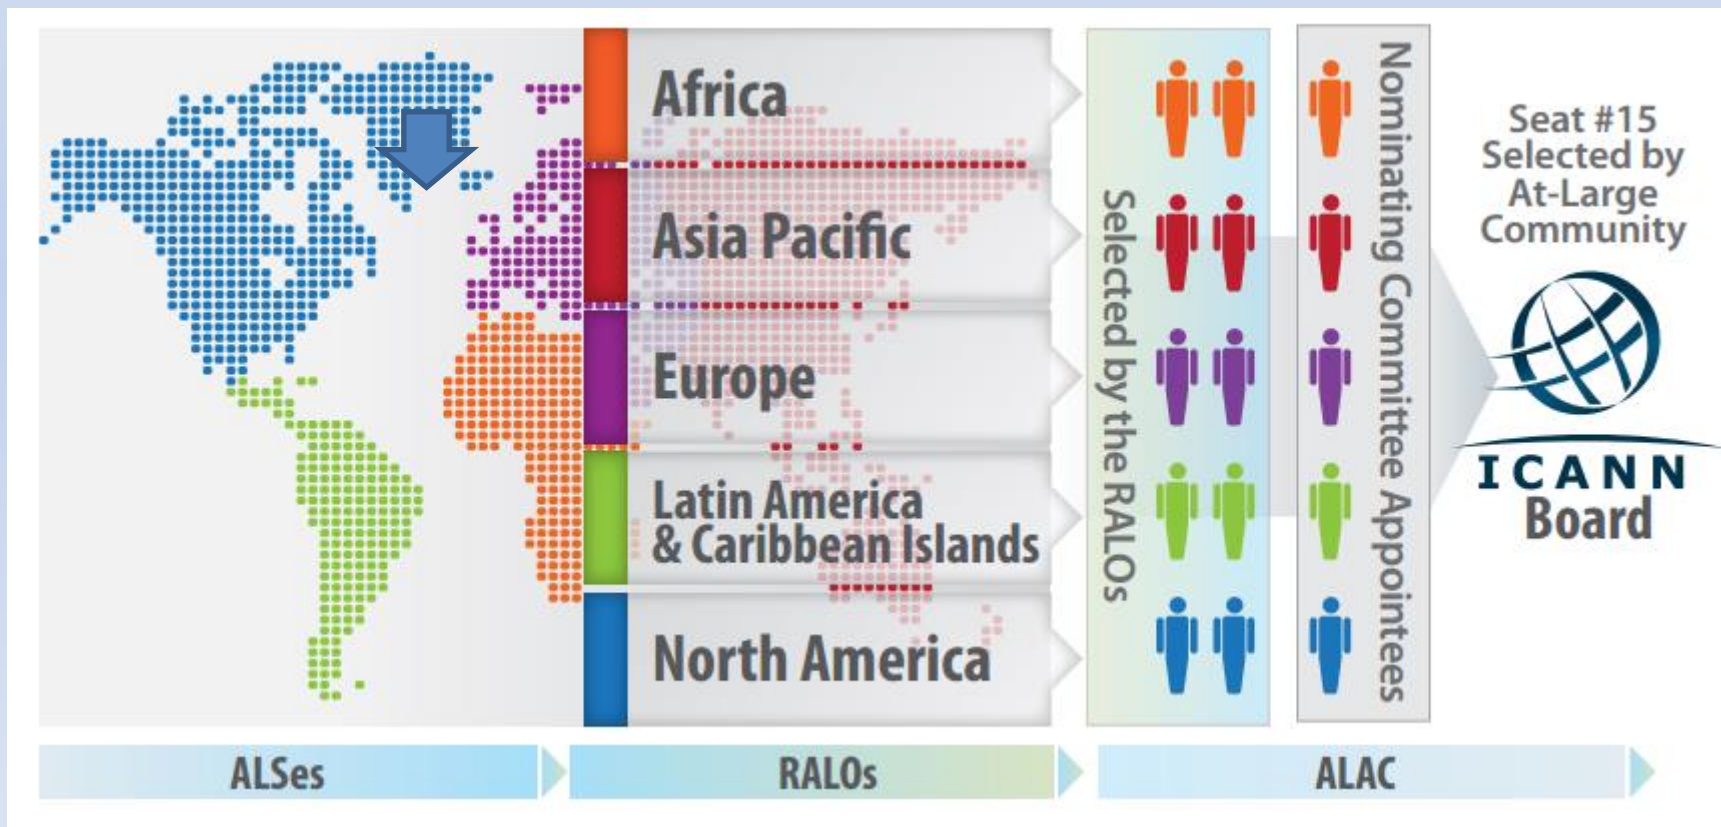 Africa
Asia Pacific
Europe
Latin America
& Caribbean Islands
North America
Selected by the RALOs
Nominating Committee Appointees
Seat #15
Selected by
At-Large
Community
ICANN
Board
ALSes
RALOs
ALAC